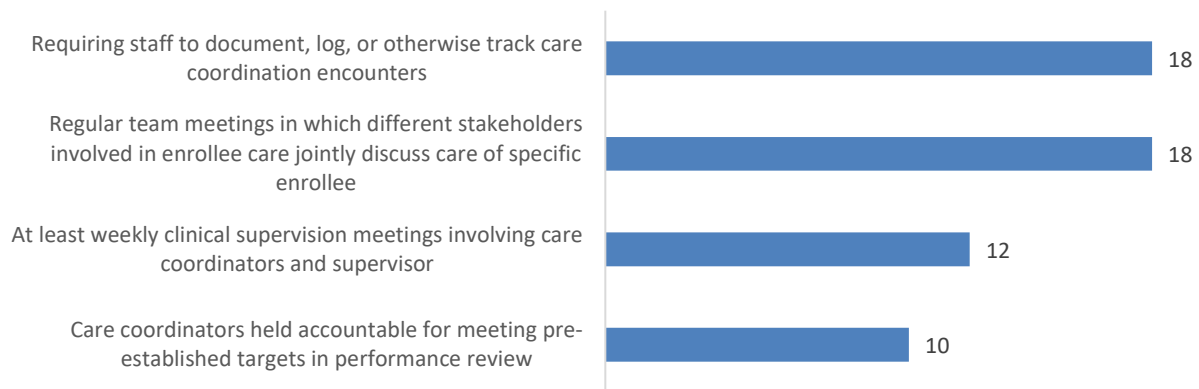 Requiring staff to document, log, or otherwise track care
coordination encounters
18
Regular team meetings in which different stakeholders
involved in enrollee care jointly discuss care of specific
enrollee
18
At least weekly clinical supervision meetings involving care
coordinators and supervisor
12
Care coordinators held accountable for meeting pre-
established targets in performance review
10